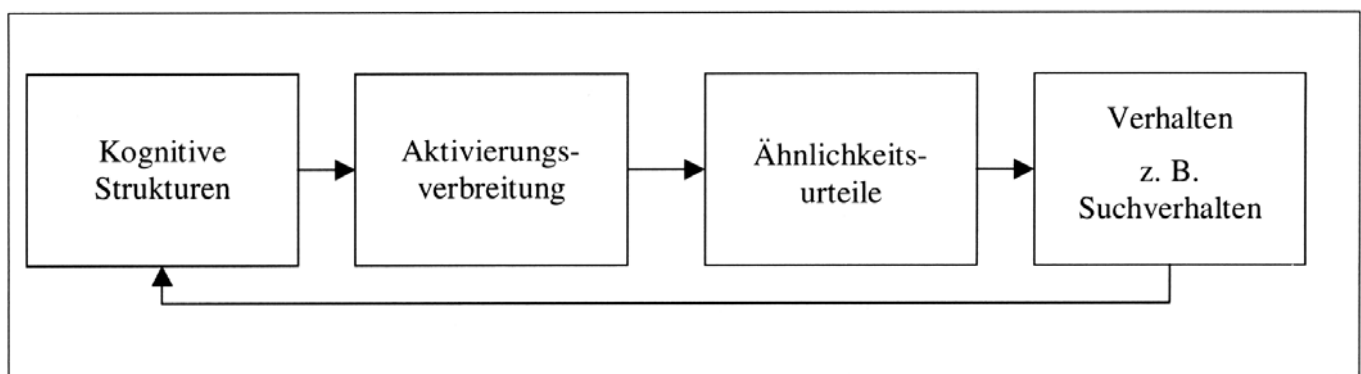 Kognitive
Strukturen
Aktivierungs-
verbreitung
Ähnlichkeits-
urteile
Verhalten
z. B.
Suchverhalten